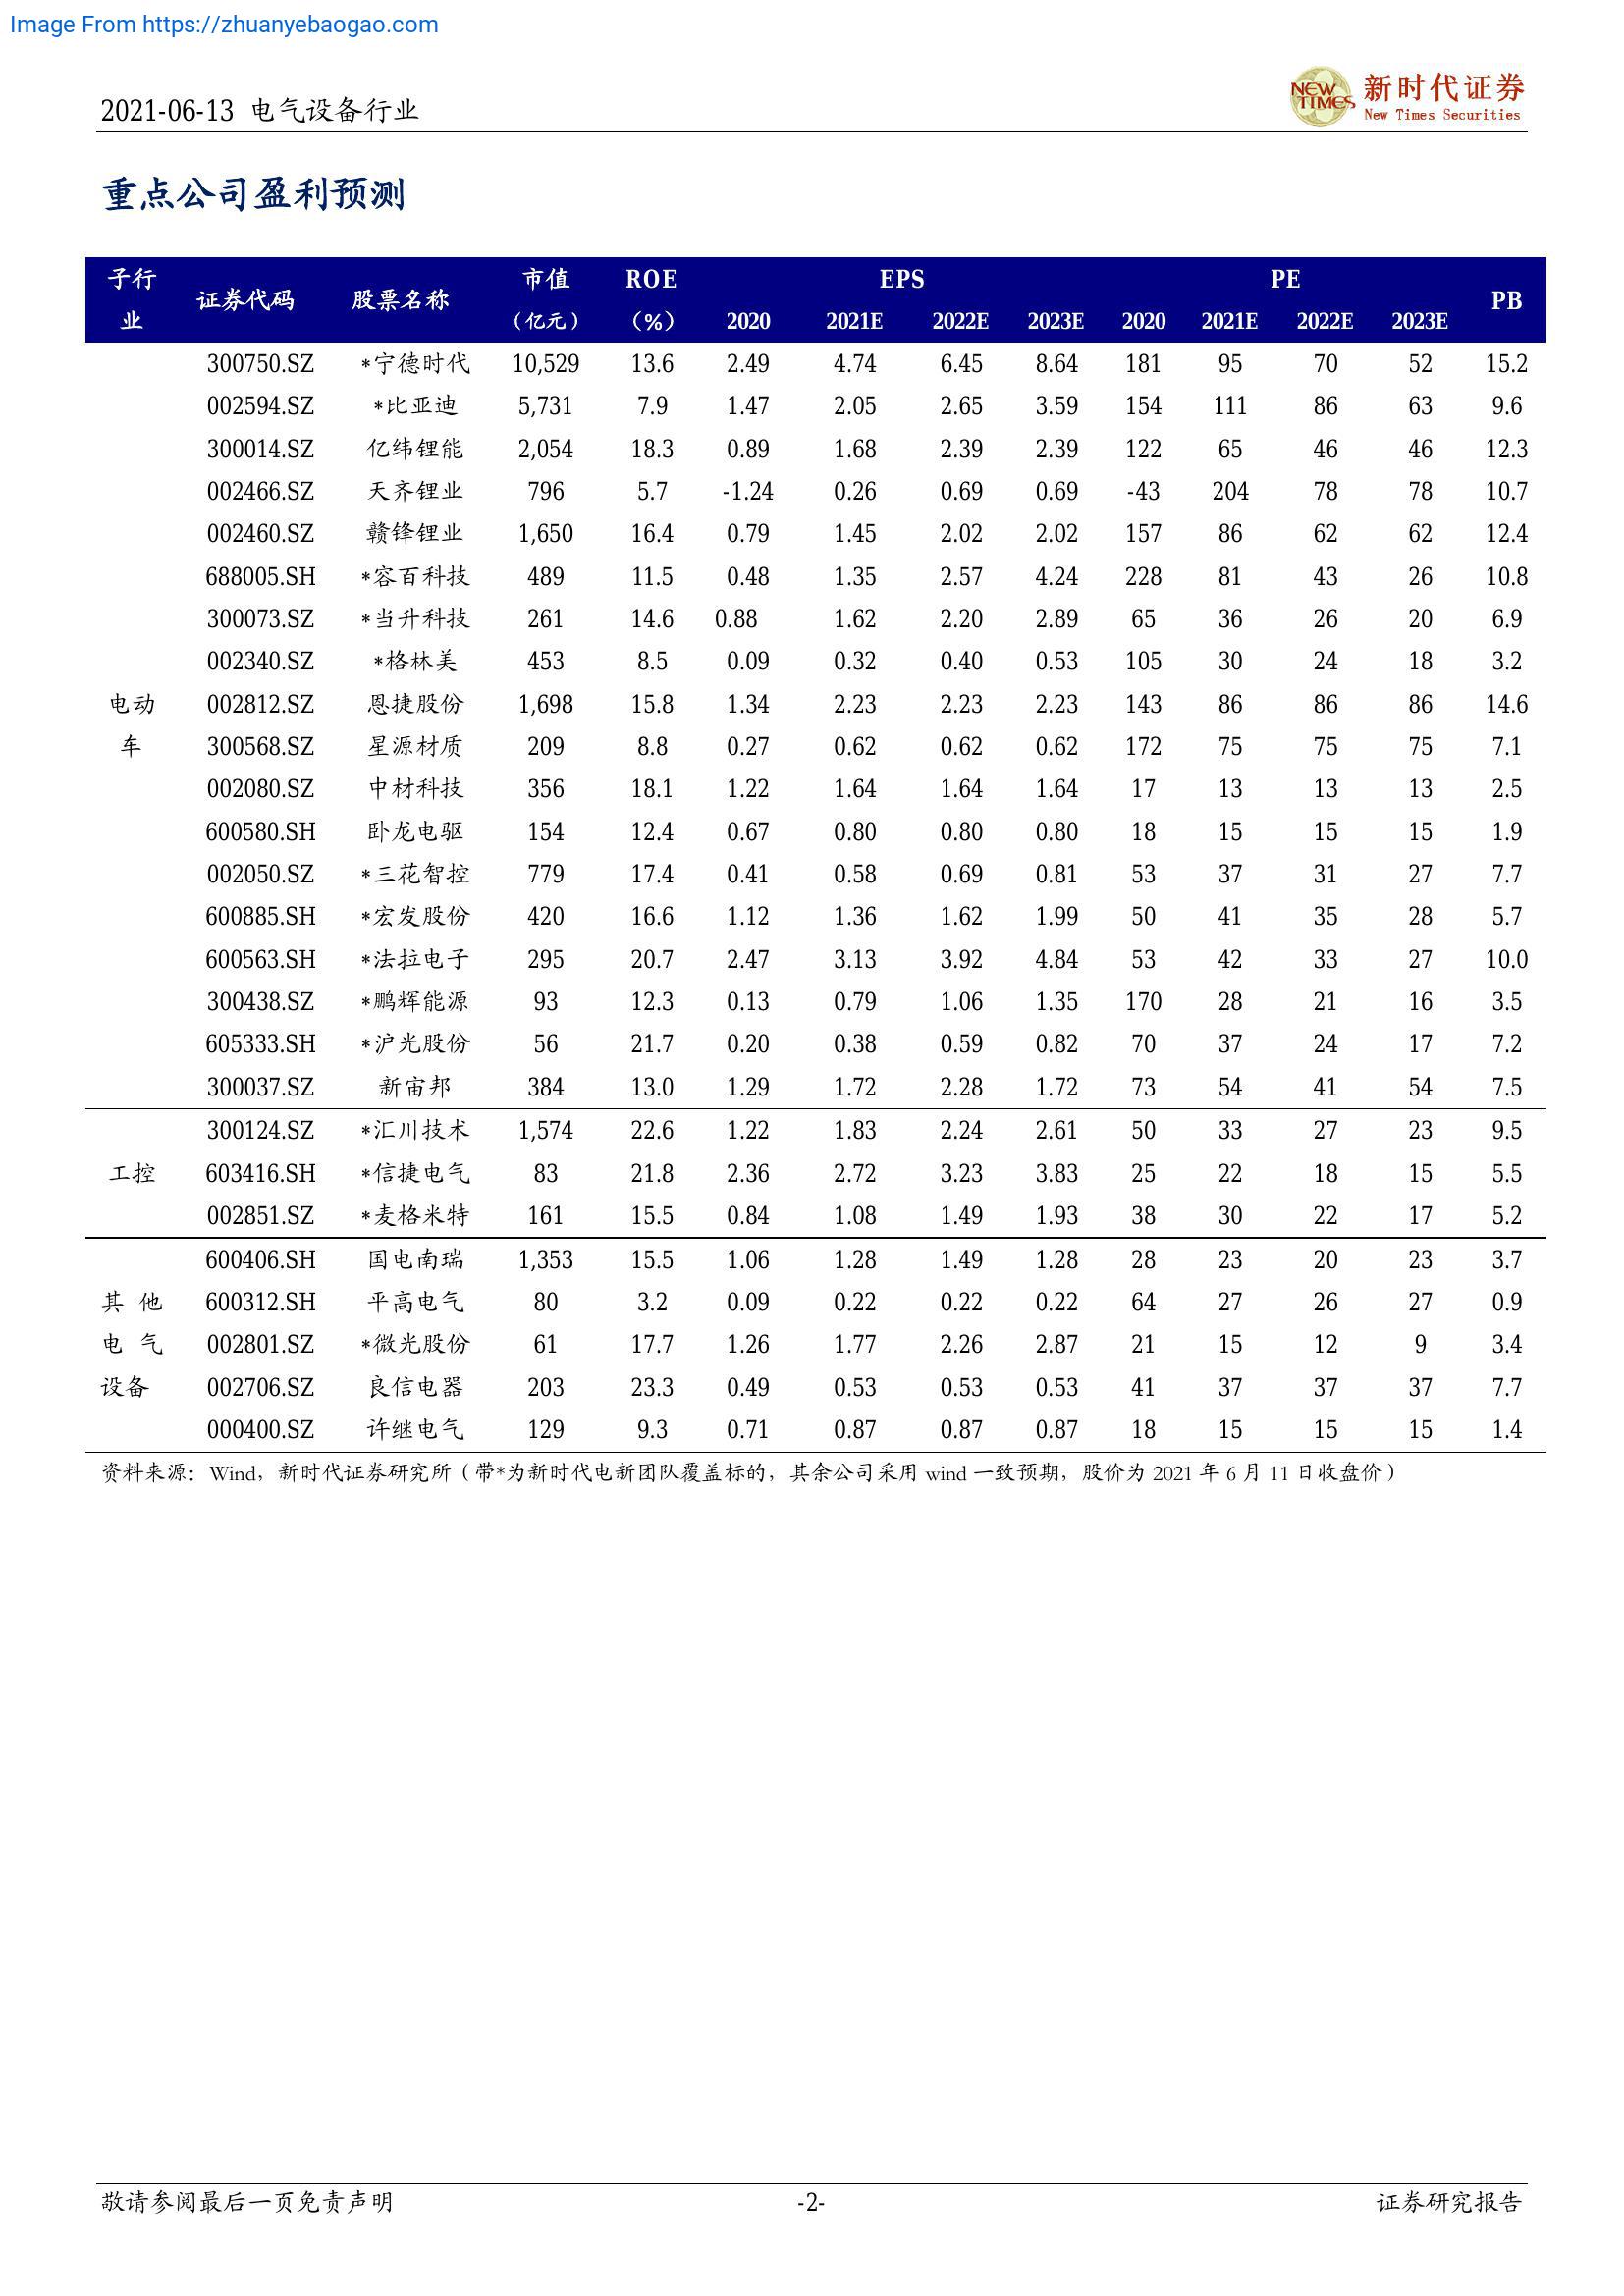 Image From https://zhuanyebaogao.com
2021-06-13 电气设备行业
NEW TIMES 新时代证券
New Times Securities
重点公司盈利预测
子行业 证券代码 股票名称 市值（亿元） ROE（%） EPS PE PB
2020 2021E 2022E 2023E 2020 2021E 2022E 2023E
300750.SZ *宁德时代 10,529 13.6 2.49 4.74 6.45 8.64 181 95 70 52 15.2
002594.SZ *比亚迪 5,731 7.9 1.47 2.05 2.65 3.59 154 111 86 63 9.6
300014.SZ 亿纬锂能 2,054 18.3 0.89 1.68 2.39 2.39 122 65 46 46 12.3
002466.SZ 天齐锂业 796 5.7 -1.24 0.26 0.69 0.69 -43 204 78 78 10.7
002460.SZ 赣锋锂业 1,650 16.4 0.79 1.45 2.02 2.02 157 86 62 62 12.4
688005.SH *容百科技 489 11.5 0.48 1.35 2.57 4.24 228 81 43 26 10.8
300073.SZ *当升科技 261 14.6 0.88 1.62 2.20 2.89 65 36 26 20 6.9
002340.SZ *格林美 453 8.5 0.09 0.32 0.40 0.53 105 30 24 18 3.2
电动 002812.SZ 恩捷股份 1,698 15.8 1.34 2.23 2.23 2.23 143 86 86 86 14.6
车 300568.SZ 星源材质 209 8.8 0.27 0.62 0.62 0.62 172 75 75 75 7.1
002080.SZ 中材科技 356 18.1 1.22 1.64 1.64 1.64 17 13 13 13 2.5
600580.SH 卧龙电驱 154 12.4 0.67 0.80 0.80 0.80 18 15 15 15 1.9
002050.SZ *三花智控 779 17.4 0.41 0.58 0.69 0.81 53 37 31 27 7.7
600885.SH *宏发股份 420 16.6 1.12 1.36 1.62 1.99 50 41 35 28 5.7
600563.SH *法拉电子 295 20.7 2.47 3.13 3.92 4.84 53 42 33 27 10.0
300438.SZ *鹏辉能源 93 12.3 0.13 0.79 1.06 1.35 170 28 21 16 3.5
605333.SH *沪光股份 56 21.7 0.20 0.38 0.59 0.82 70 37 24 17 7.2
300037.SZ 新宙邦 384 13.0 1.29 1.72 2.28 1.72 73 54 41 54 7.5
300124.SZ *汇川技术 1,574 22.6 1.22 1.83 2.24 2.61 50 33 27 23 9.5
工控 603416.SH *信捷电气 83 21.8 2.36 2.72 3.23 3.83 25 22 18 15 5.5
002851.SZ *麦格米特 161 15.5 0.84 1.08 1.49 1.93 38 30 22 17 5.2
600406.SH 国电南瑞 1,353 15.5 1.06 1.28 1.49 1.28 28 23 20 23 3.7
其他 600312.SH 平高电气 80 3.2 0.09 0.22 0.22 0.22 64 27 26 27 0.9
电气 002801.SZ *微光股份 61 17.7 1.26 1.77 2.26 2.87 21 15 12 9 3.4
设备 002706.SZ 良信电器 203 23.3 0.49 0.53 0.53 0.53 41 37 37 37 7.7
000400.SZ 许继电气 129 9.3 0.71 0.87 0.87 0.87 18 15 15 15 1.4
资料来源：Wind，新时代证券研究所（带*为新时代电新团队覆盖标的，其余公司采用 wind 一致预期，股价为 2021 年 6 月 11 日收盘价）
敬请参阅最后一页免责声明 -2- 证券研究报告